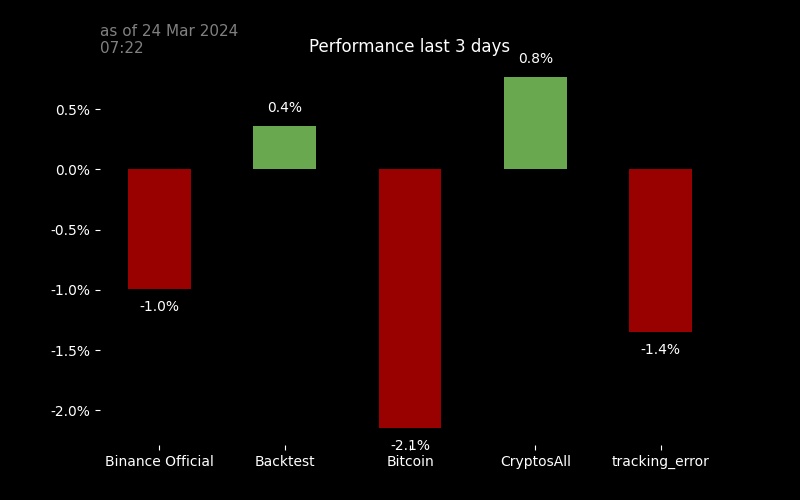 as of 24 Mar 2024
07:22
Performance last 3 days
0.8%
0.5%
0.4%
0.0%
-0.5%
-1.0%
-1.0%
-1.5%
-1.4%
-2.0%
-2.1%
Binance Official
Backtest
Bitcoin
CryptosAll
tracking_error